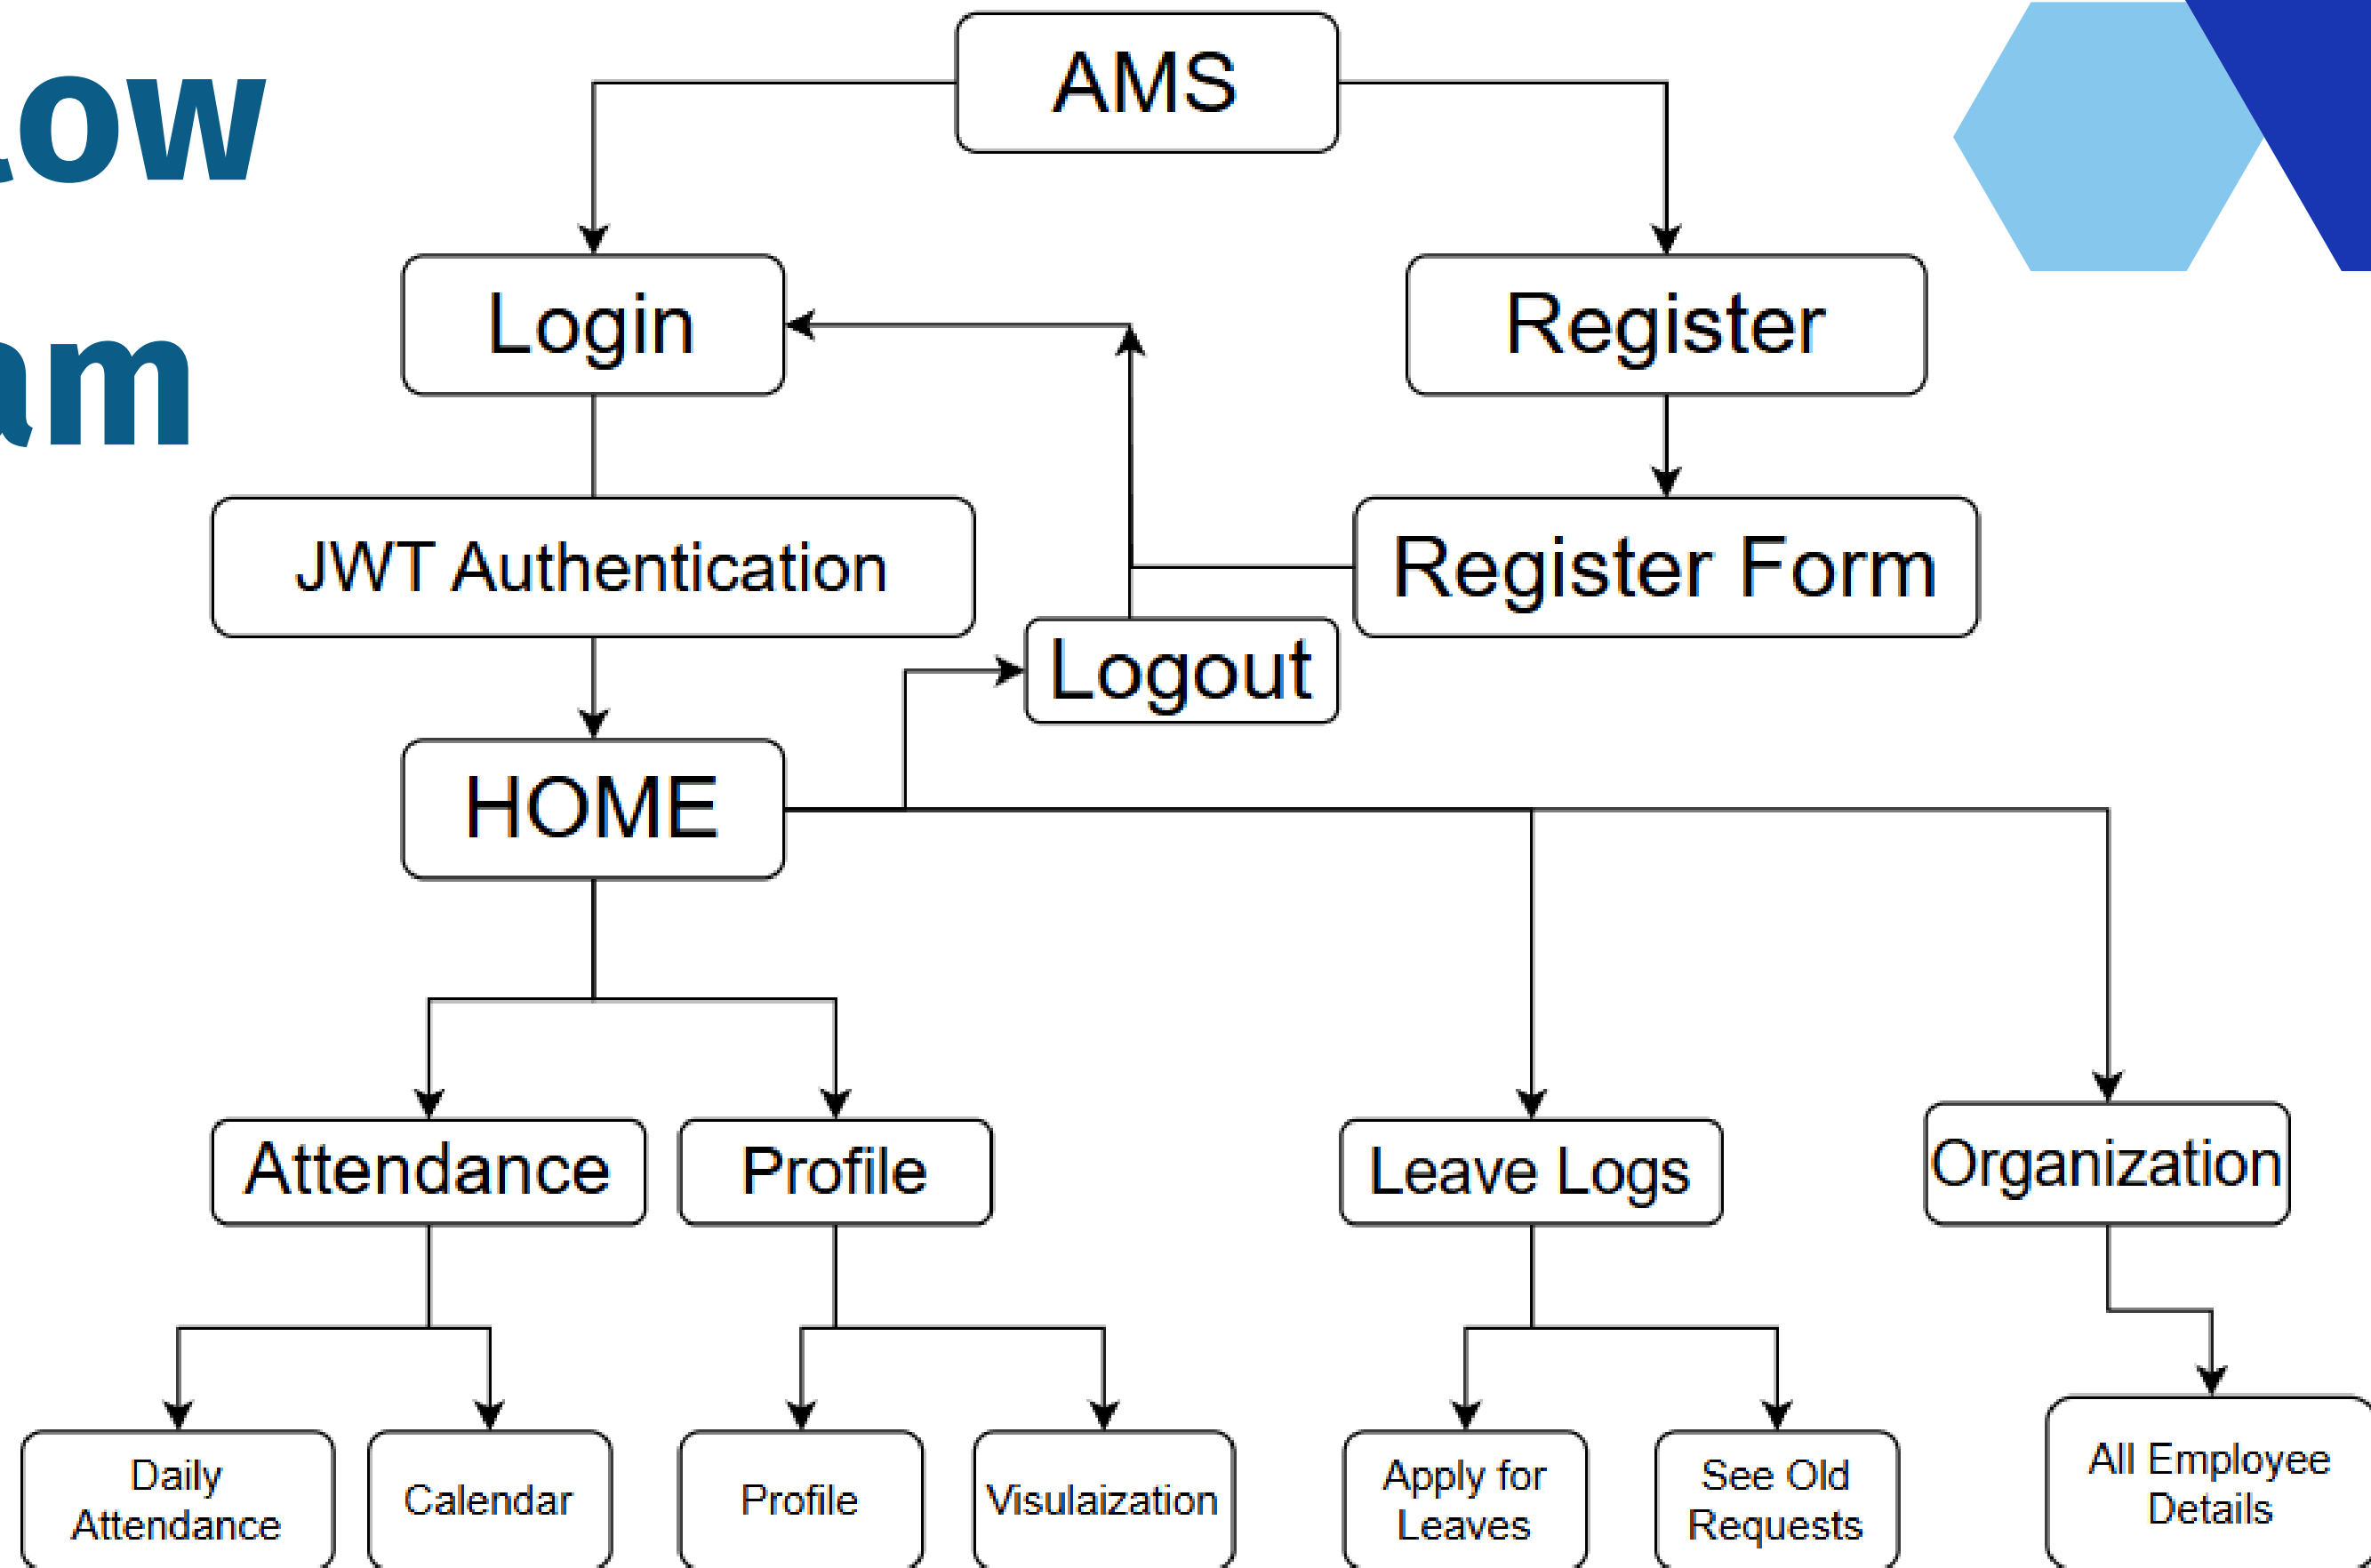 AMS
Login
Register
JWT Authentication
Register Form
Logout
HOME
Attendance
Profile
Leave Logs
Organization
Daily
Attendance
Calendar
Profile
Visulaization
Apply for
Leaves
See Old
Requests
All Employee
Details